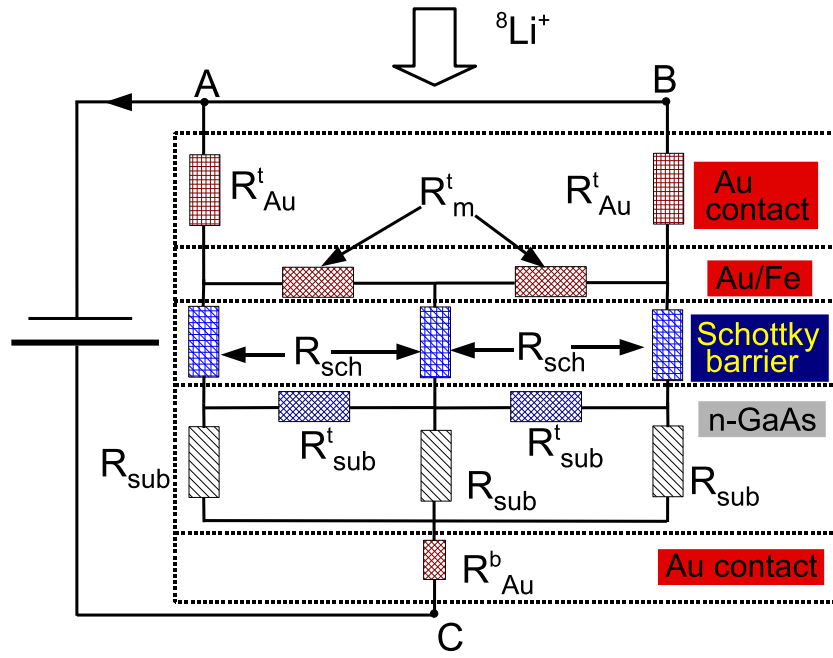 ⁸Li⁺
A
B
Rᵗ_Au
Rᵗ_m
Rᵗ_Au
Au
contact
Au/Fe
R_sch
R_sch
Schottky
barrier
n-GaAs
Rᵗ_sub
Rᵗ_sub
R_sub
R_sub
R_sub
Rᵇ_Au
Au contact
C